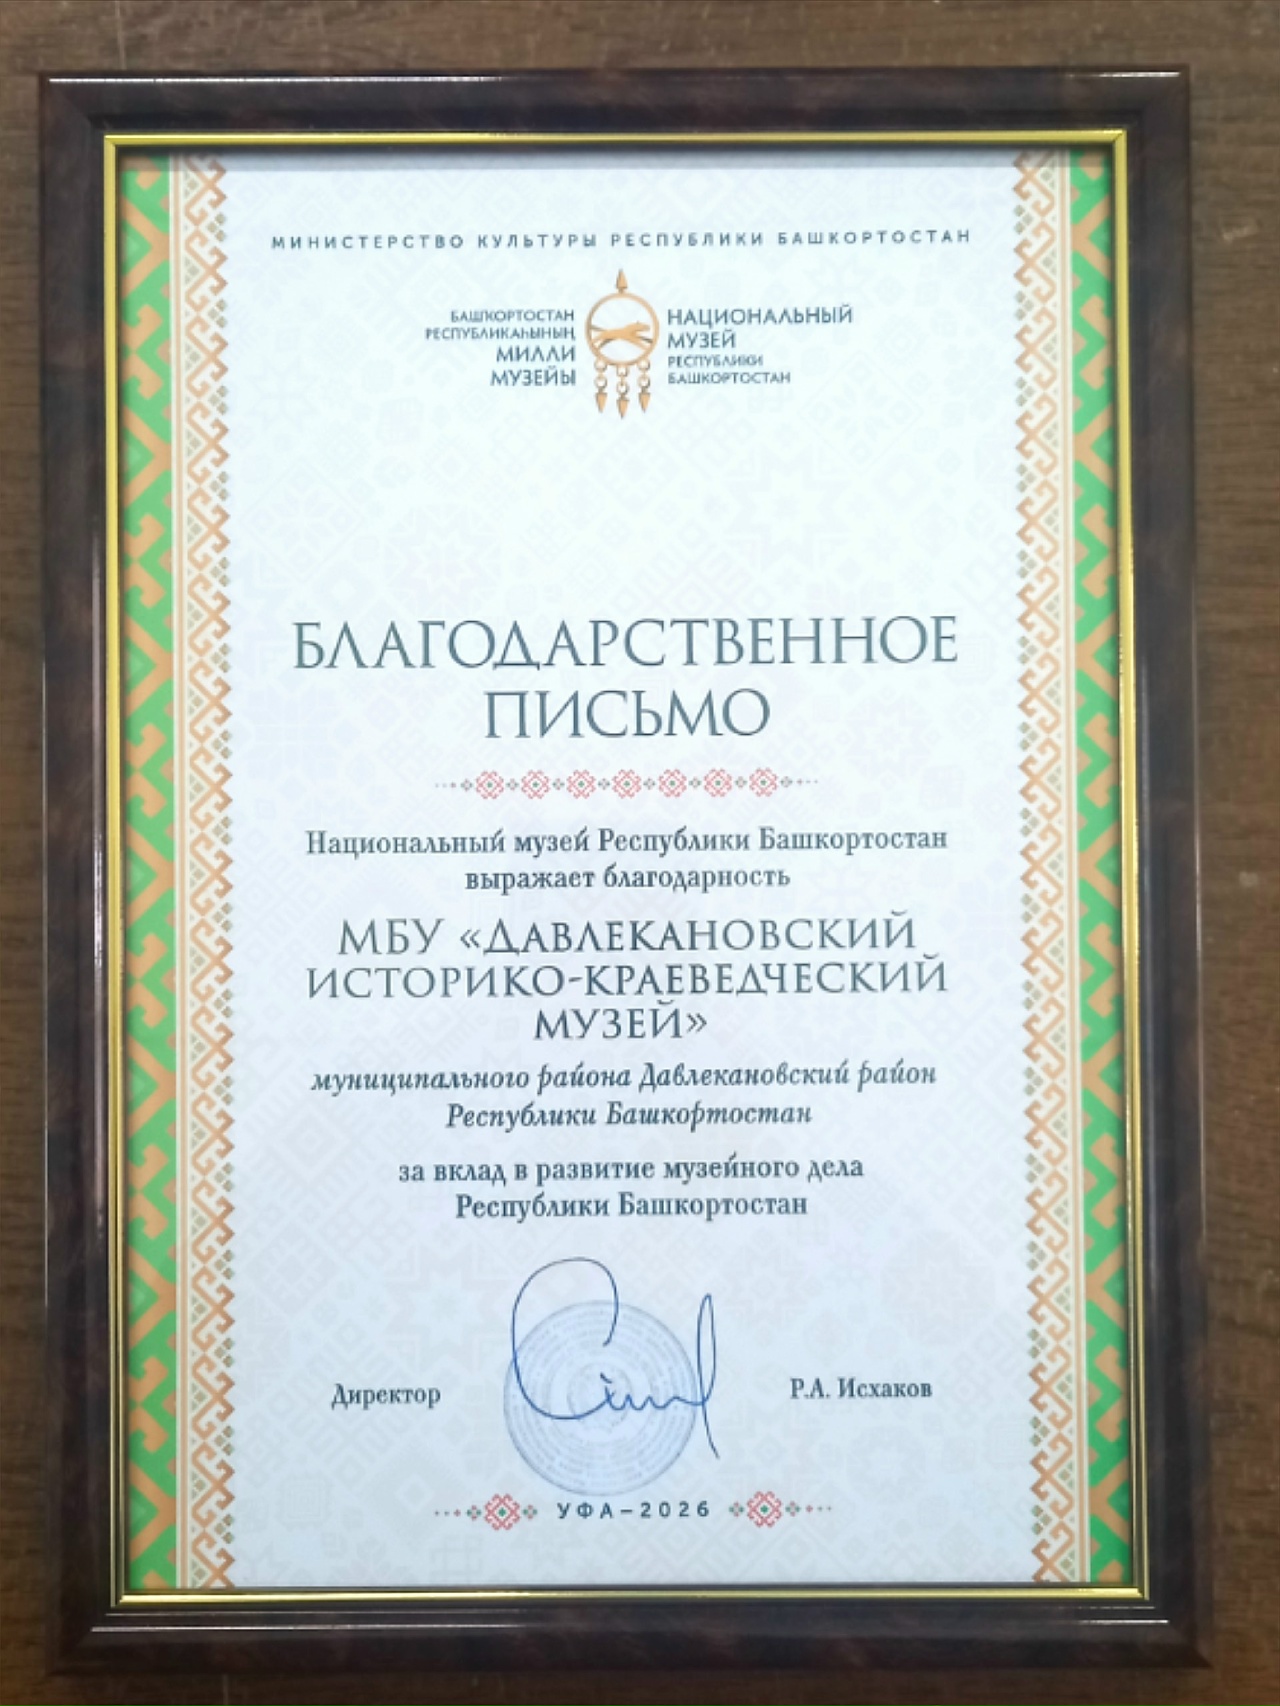 МИНИСТЕРСТВО КУЛЬТУРЫ РЕСПУБЛИКИ БАШКОРТОСТАН
БАШҠОРТОСТАН
РЕСПУБЛИКАҺЫНЫҢ
МИЛЛИ
МУЗЕЙЫ
НАЦИОНАЛЬНЫЙ
МУЗЕЙ
РЕСПУБЛИКИ
БАШКОРТОСТАН
БЛАГОДАРСТВЕННОЕ
ПИСЬМО
Национальный музей Республики Башкортостан
выражает благодарность
МБУ «ДАВЛЕКАНОВСКИЙ
ИСТОРИКО-КРАЕВЕДЧЕСКИЙ
МУЗЕЙ»
муниципального района Давлекановский район
Республики Башкортостан
за вклад в развитие музейного дела
Республики Башкортостан
Директор
Р.А. Исхаков
УФА–2026